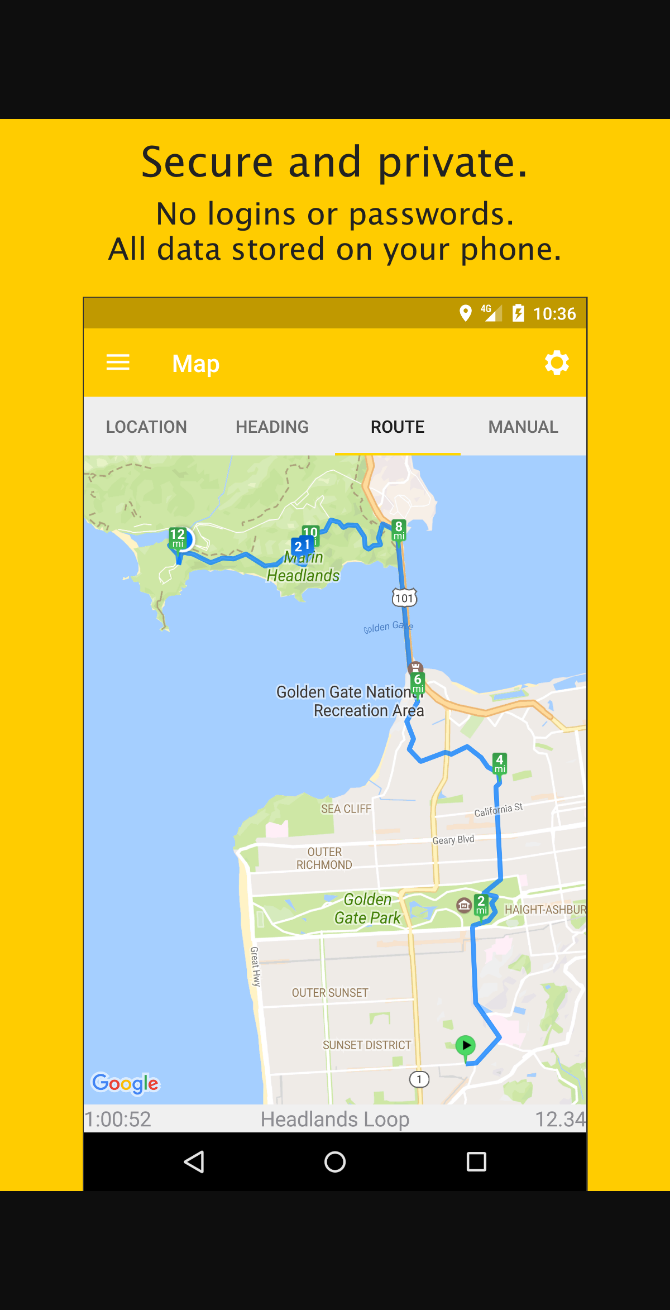 Secure and private.
No logins or passwords.
All data stored on your phone.
4G 10:36
Map
LOCATION HEADING ROUTE MANUAL
12
mi
10
2 1
8
mi
Marin
Headlands
101
Golden Gate
6
mi
Golden Gate National
Recreation Area
4
mi
SEA CLIFF
California St
Geary Blvd
OUTER
RICHMOND
Golden
Gate Park
2
mi
HAIGHT-ASHBUR
Great Hwy
OUTER SUNSET
SUNSET DISTRICT
1
Google
1:00:52 Headlands Loop 12.34